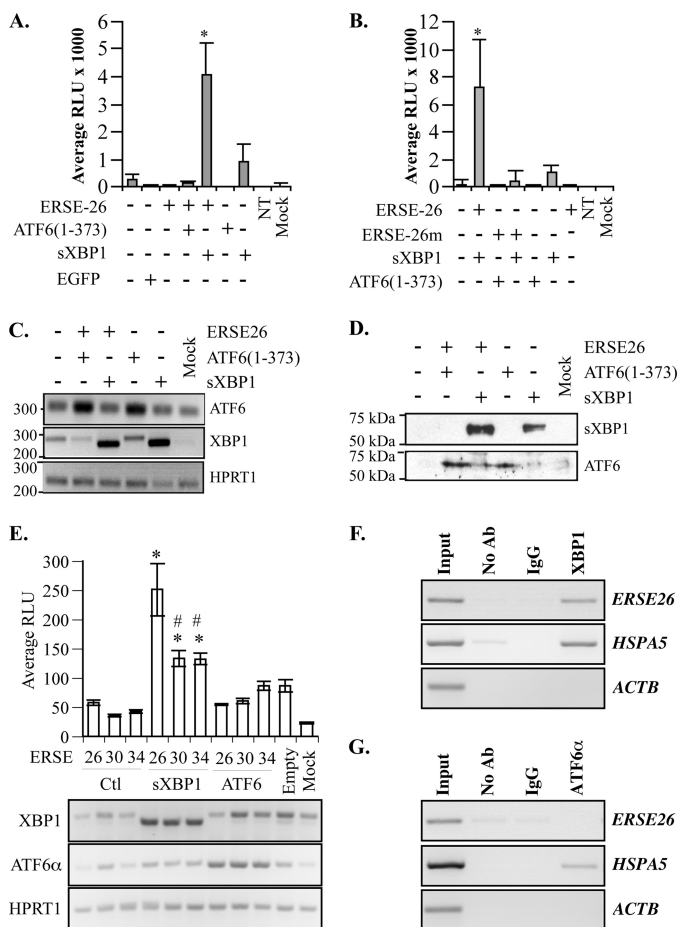 A.
Average RLU x 1000
6
5
4
3
2
1
0
*
ERSE-26 - - + + + - - NT Mock
ATF6(1-373) - - - + - + -
sXBP1 - - - - + - +
EGFP - + - - - - -
B.
Average RLU x 1000
12
10
8
6
4
2
0
*
ERSE-26 - + - - - - + NT Mock
ERSE-26m - - + + - - -
sXBP1 - + - + - + -
ATF6(1-373) - - + - + - -
C.
- + + - - ERSE26
- + - + - Mock ATF6(1-373)
- - + - + sXBP1
300 ATF6
300 XBP1
200
300 HPRT1
200
D.
- + + - - ERSE26
- + - + - Mock ATF6(1-373)
- - + - + sXBP1
75 kDa sXBP1
50 kDa
75 kDa ATF6
50 kDa
E.
Average RLU
300
250
200
150
100
50
0
*
# #
* *
ERSE 26 30 34 26 30 34 26 30 34 Empty Mock
Ctl sXBP1 ATF6
XBP1
ATF6α
HPRT1
F.
Input No Ab IgG XBP1
ERSE26
HSPA5
ACTB
G.
Input No Ab IgG ATF6α
ERSE26
HSPA5
ACTB